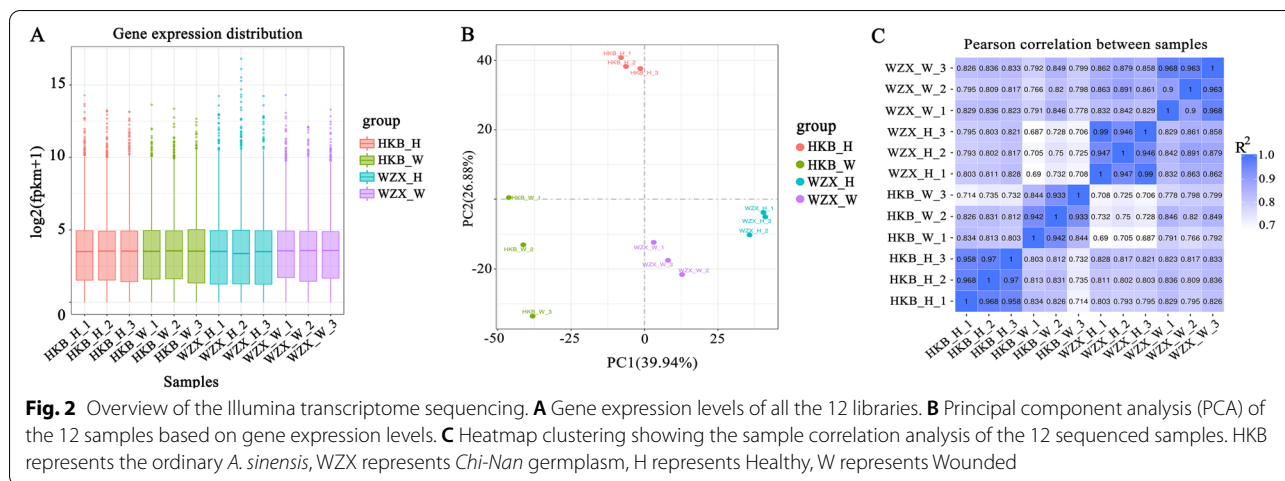 A
Gene expression distribution
log2(fpkm+1)
15
10
5
0
HKB_H_1
HKB_H_2
HKB_H_3
HKB_W_1
HKB_W_2
HKB_W_3
WZX_H_1
WZX_H_2
WZX_H_3
WZX_W_1
WZX_W_2
WZX_W_3
Samples
group
HKB_H
HKB_W
WZX_H
WZX_W
B
PC2(26.88%)
40
20
0
-20
-50
-25
0
25
PC1(39.94%)
HKB_H_1
HKB_H_2
HKB_H_3
HKB_W_1
HKB_W_2
HKB_W_3
WZX_H_1
WZX_H_3
WZX_H_2
WZX_W_1
WZX_W_3
WZX_W_2
group
HKB_H
HKB_W
WZX_H
WZX_W
C
Pearson correlation between samples
WZX_W_3 0.826 0.836 0.833 0.792 0.849 0.799 0.862 0.879 0.858 0.968 0.963 1
WZX_W_2 0.795 0.809 0.817 0.766 0.82 0.798 0.863 0.891 0.861 0.9 1 0.963
WZX_W_1 0.829 0.836 0.823 0.791 0.846 0.778 0.832 0.842 0.829 1 0.9 0.968
WZX_H_3 0.795 0.803 0.821 0.687 0.728 0.706 0.99 0.946 1 0.829 0.861 0.858
WZX_H_2 0.793 0.802 0.817 0.705 0.75 0.725 0.947 1 0.946 0.842 0.891 0.879
WZX_H_1 0.803 0.811 0.828 0.69 0.732 0.708 1 0.947 0.99 0.832 0.863 0.862
HKB_W_3 0.714 0.735 0.732 0.844 0.933 1 0.708 0.725 0.706 0.778 0.798 0.799
HKB_W_2 0.826 0.831 0.812 0.942 1 0.933 0.732 0.75 0.728 0.846 0.82 0.849
HKB_W_1 0.834 0.813 0.803 1 0.942 0.844 0.69 0.705 0.687 0.791 0.766 0.792
HKB_H_3 0.958 0.97 1 0.803 0.812 0.732 0.828 0.817 0.821 0.823 0.817 0.833
HKB_H_2 0.968 1 0.97 0.813 0.831 0.735 0.811 0.802 0.803 0.836 0.809 0.836
HKB_H_1 1 0.968 0.958 0.834 0.826 0.714 0.803 0.793 0.795 0.829 0.795 0.826
HKB_H_1
HKB_H_2
HKB_H_3
HKB_W_1
HKB_W_2
HKB_W_3
WZX_H_1
WZX_H_2
WZX_H_3
WZX_W_1
WZX_W_2
WZX_W_3
R2
1.0
0.9
0.8
0.7
Fig. 2 Overview of the Illumina transcriptome sequencing. A Gene expression levels of all the 12 libraries. B Principal component analysis (PCA) of
the 12 samples based on gene expression levels. C Heatmap clustering showing the sample correlation analysis of the 12 sequenced samples. HKB
represents the ordinary A. sinensis, WZX represents Chi-Nan germplasm, H represents Healthy, W represents Wounded